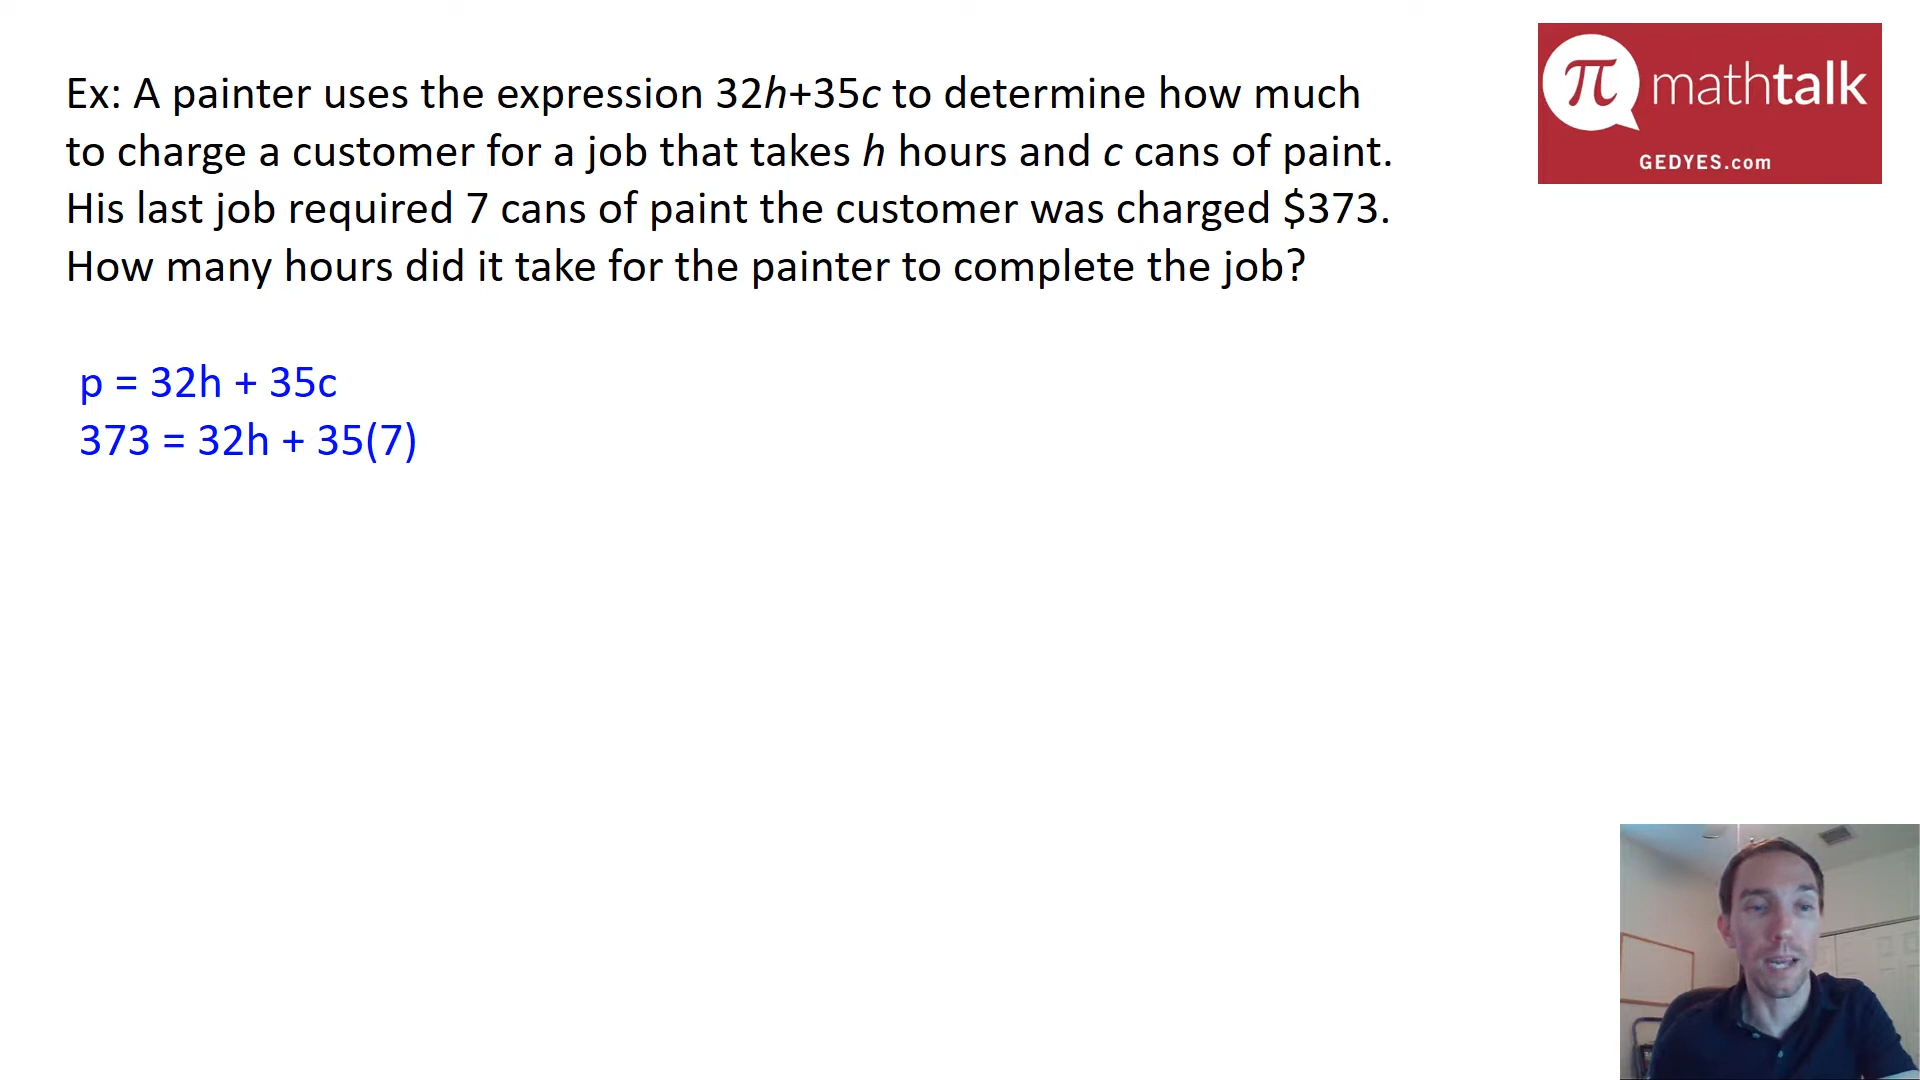 Ex: A painter uses the expression 32h+35c to determine how much
to charge a customer for a job that takes h hours and c cans of paint.
His last job required 7 cans of paint the customer was charged $373.
How many hours did it take for the painter to complete the job?
p = 32h + 35c
373 = 32h + 35(7)
π mathtalk
GEDYES.com